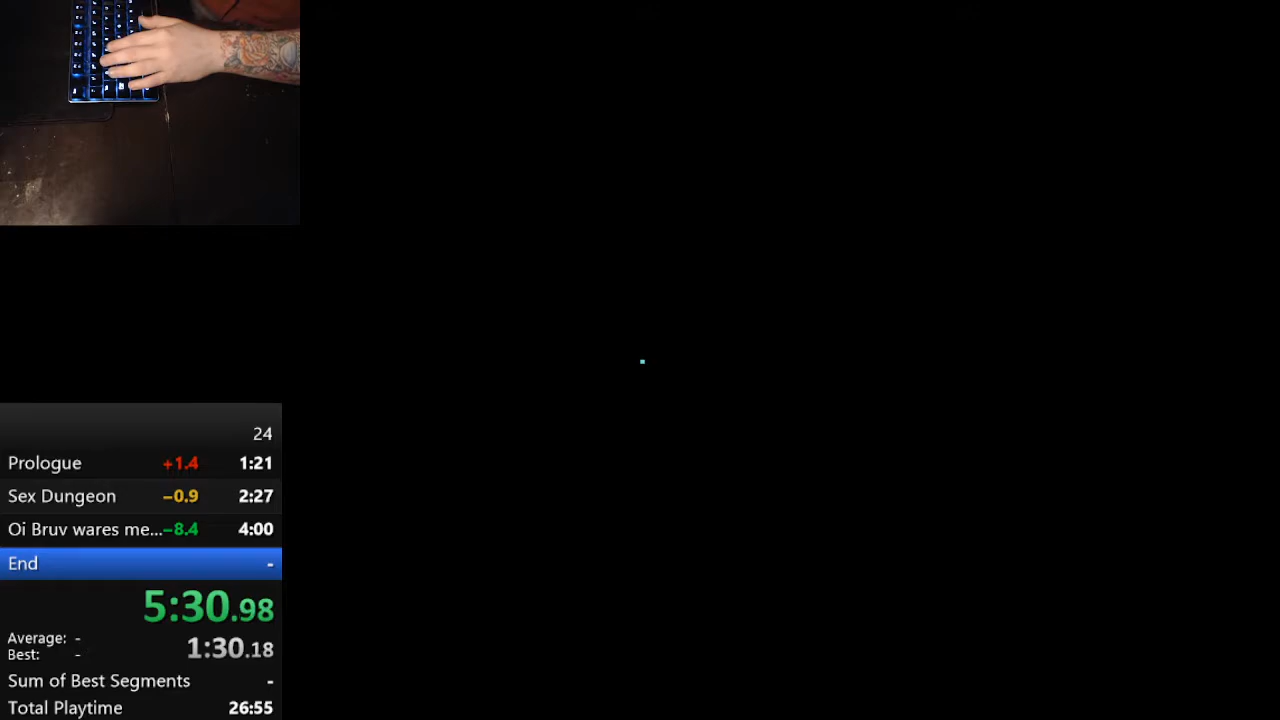 24
Prologue +1.4 1:21
Sex Dungeon −0.9 2:27
Oi Bruv wares me... −8.4 4:00
End -
5:30.98
Average: -
1:30.18
Best: -
Sum of Best Segments -
Total Playtime 26:55